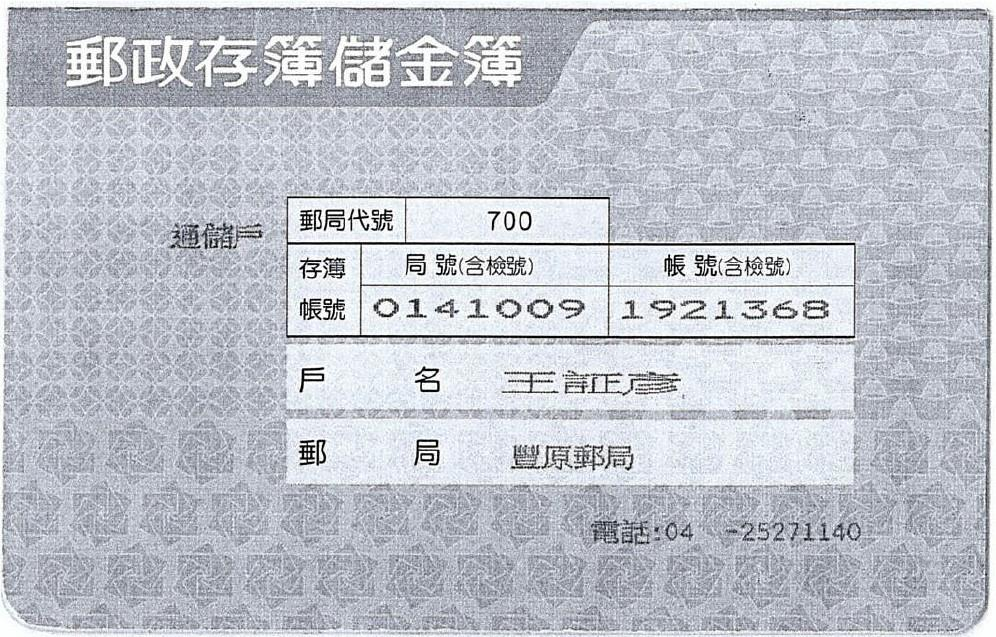 郵政存簿儲金簿
通儲戶
郵局代號 700
存簿帳號 局號(含檢號) 帳號(含檢號)
0141009 1921368
戶名 王証彥
郵局 豐原郵局
電話:04 -25271140